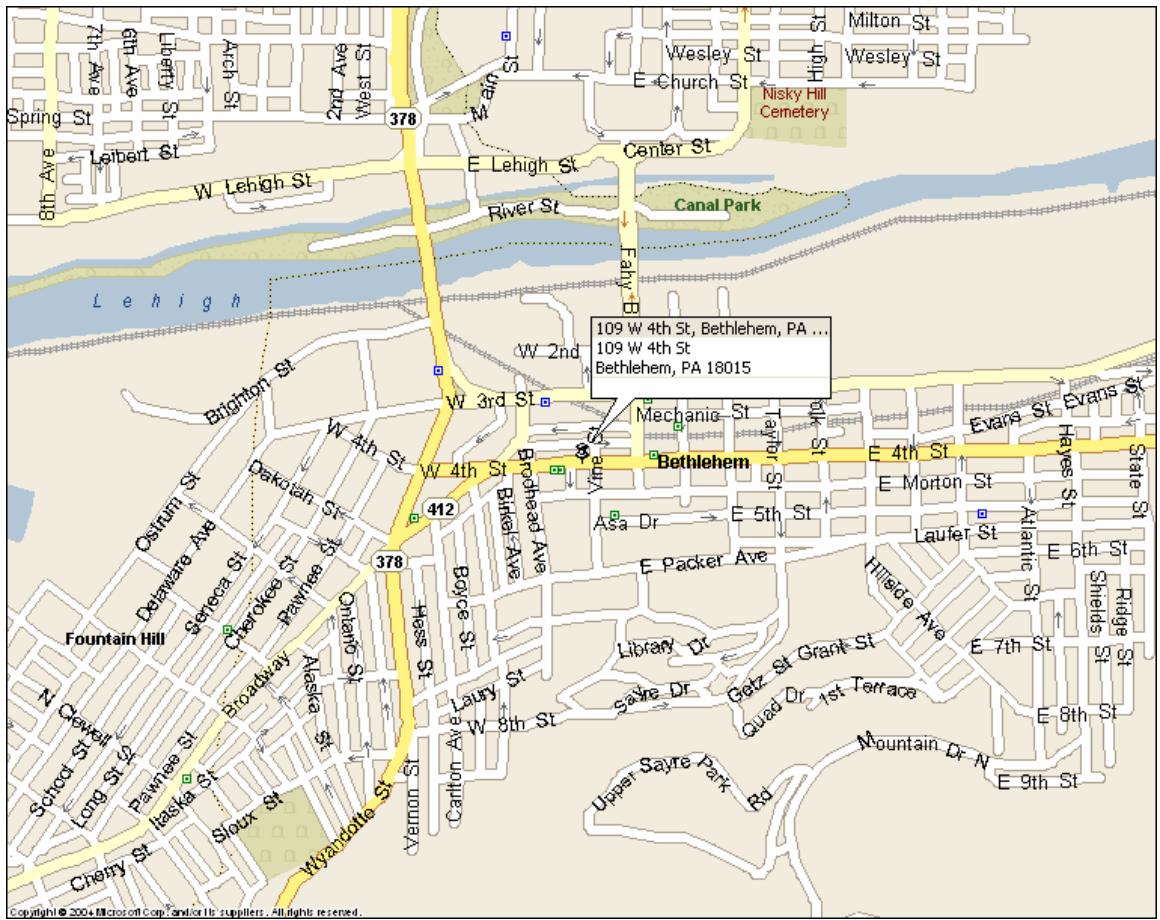 Milton St
7th Ave
6th Ave
Liberty St
Arch St
2nd Ave
West St
St
High St
Wesley St
Wesley St
E Church St
Nisky Hill
Cemetery
Spring St
378
Leibert St
Center St
E Lehigh St
8th Ave
W Lehigh St
River St
Canal Park
Fahy B
Lehigh
109 W 4th St, Bethlehem, PA ...
109 W 4th St
Bethlehem, PA 18015
W 2nd
Brighton St
W 3rd St
Mechanic St
Evans St
Evans St
W 4th St
Vine St
Taylor St
olk St
Hayes St
State St
W 4th St
Bethlehem
E 4th St
Dakotah St
Brodhead Ave
Birkel Ave
E Morton St
Ostrum St
412
Asa Dr
E 5th St
Laufer St
Atlantic St
E 6th St
378
E Packer Ave
Delaware Ave
Seneca St
Cherokee St
Pawnee St
Ontario St
Hess St
Boyce St
Hillside Ave
Shields St
Ridge St
Fountain Hill
Library Dr
Grant St
E 7th St
Broadway
Alaska St
Laury St
Sayre Dr
Getz St
Quad Dr
1st Terrace
N Clewell St
W 8th St
E 8th St
School St
Long St
Pawnee St
Itaska St
Sioux St
Vernon St
Carlton Ave
Mountain Dr N
Upper Sayre Park Rd
E 9th St
Cherry St
Wyandotte St
Copyright © 2004 Microsoft Corp. and/or its suppliers. All rights reserved.